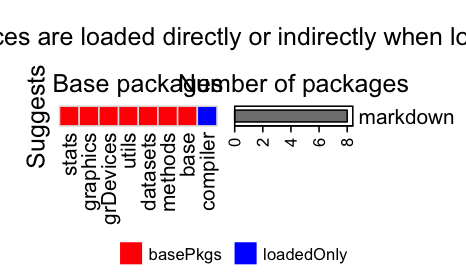 ces are loaded directly or indirectly when lo
Base packages
Number of packages
Suggests
markdown
0 2 4 6 8
stats
graphics
grDevices
utils
datasets
methods
base
compiler
basePkgs loadedOnly